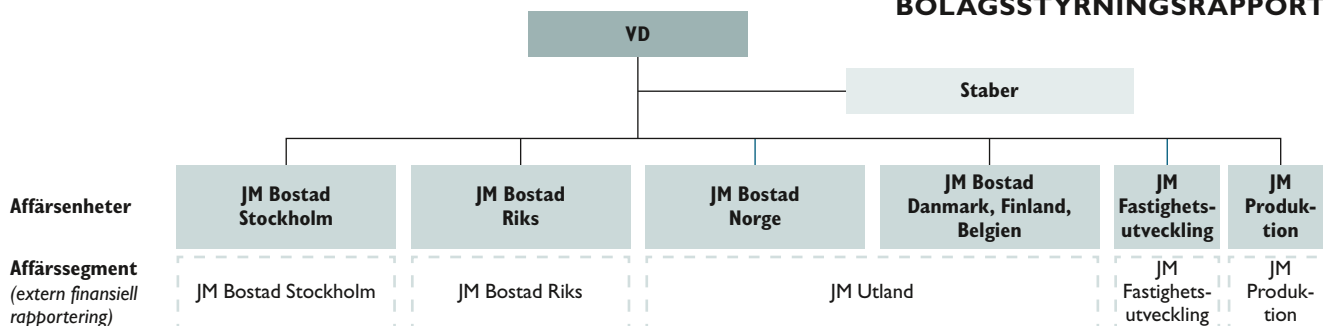 BOLAGSSTYRNINGSRAPPORT
VD
Staber
Affärsenheter
JM Bostad
Stockholm
JM Bostad
Riks
JM Bostad
Norge
JM Bostad
Danmark, Finland,
Belgien
JM
Fastighets-
utveckling
JM
Produk-
tion
Affärssegment
(extern finansiell
rapportering)
JM Bostad Stockholm
JM Bostad Riks
JM Utland
JM
Fastighets-
utveckling
JM
Produk-
tion